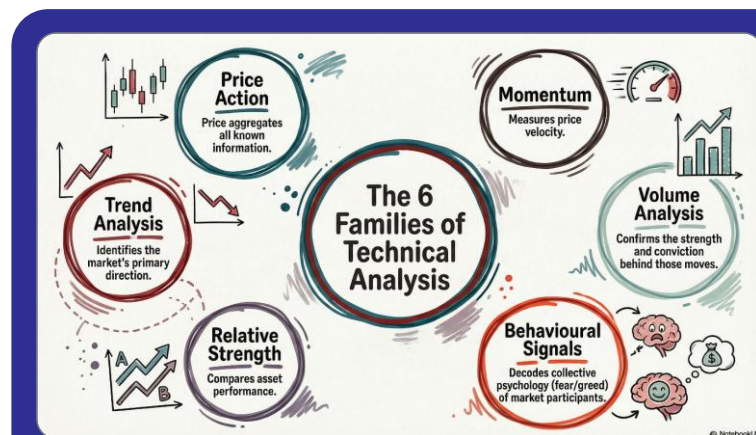 Price
Action
Price aggregates
all known
information.
Momentum
Measures price
velocity.
Trend
Analysis
Identifies the
market's primary
direction.
The 6
Families of
Technical
Analysis
Volume
Analysis
Confirms the
strength and
conviction
behind those
moves.
Relative
Strength
Compares asset
performance.
A
B
Behavioural
Signals
Decodes collective
psychology (fear/greed)
of market participants.
$